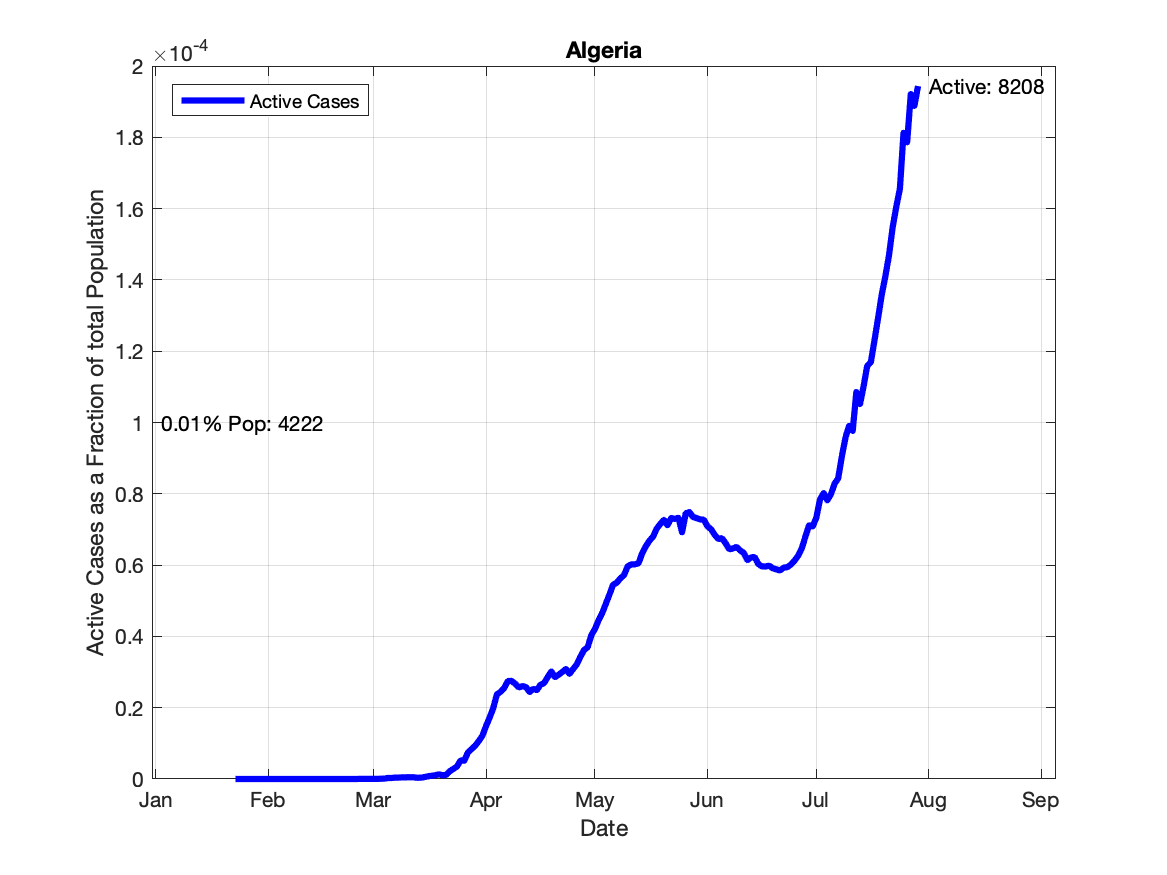 Algeria
×10-4
Active Cases
Active: 8208
0.01% Pop: 4222
Active Cases as a Fraction of total Population
2
1.8
1.6
1.4
1.2
1
0.8
0.6
0.4
0.2
0
Jan Feb Mar Apr May Jun Jul Aug Sep
Date